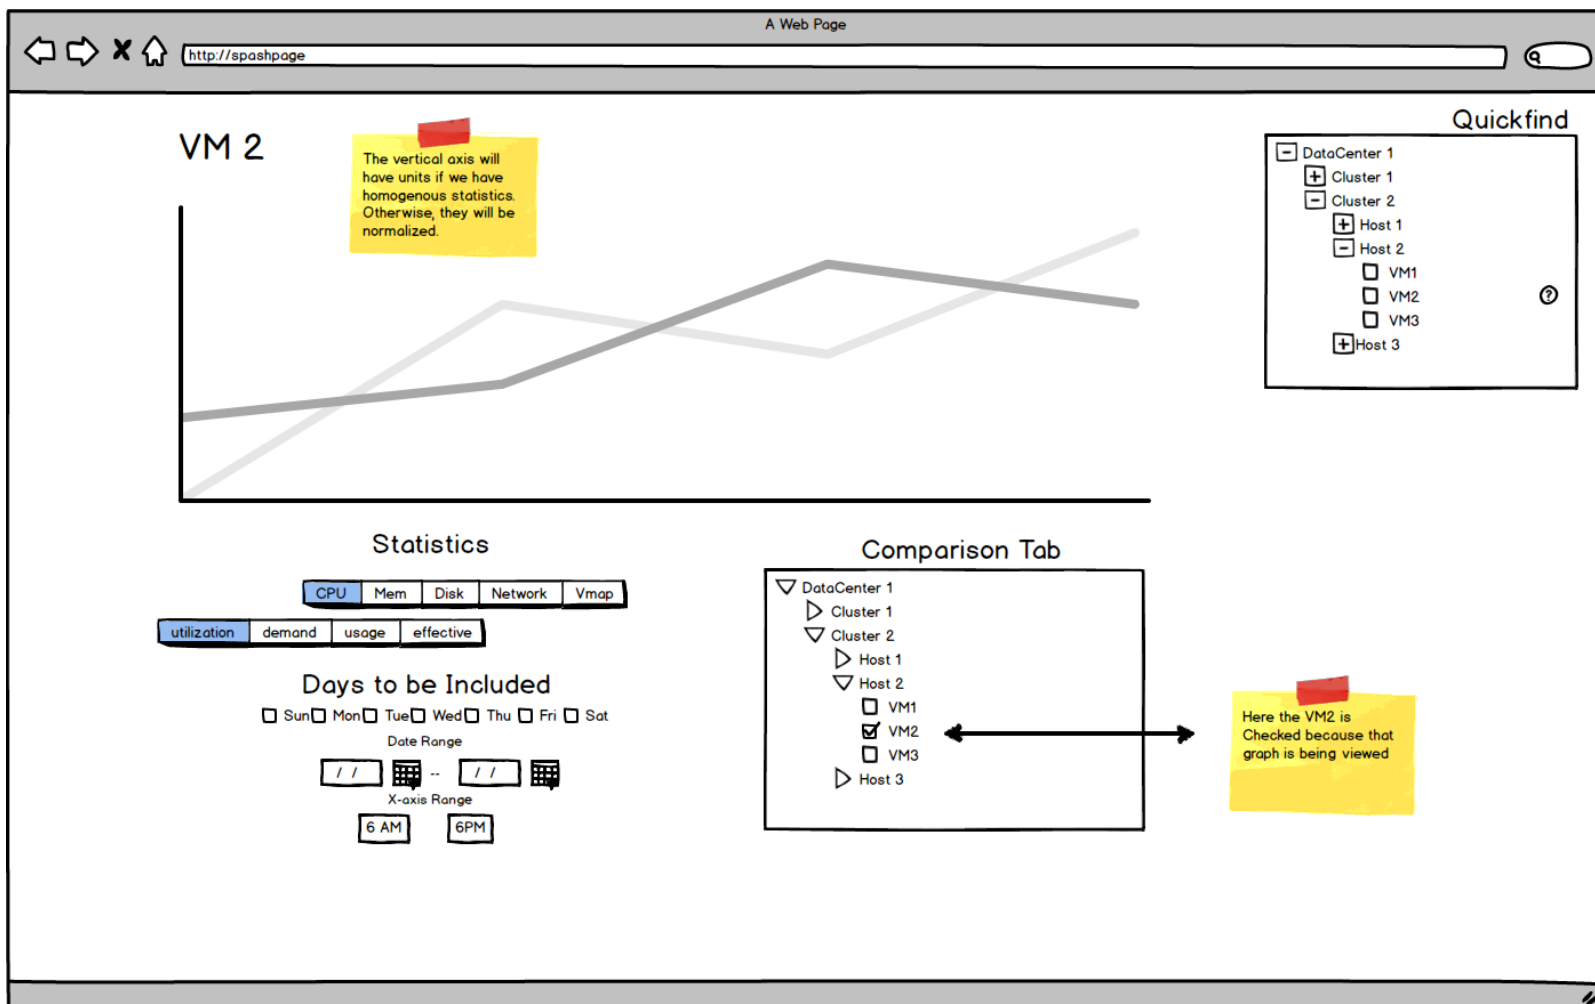 A Web Page
http://spashpage
VM 2
The vertical axis will
have units if we have
homogenous statistics.
Otherwise, they will be
normalized.
Quickfind
DataCenter 1
Cluster 1
Cluster 2
Host 1
Host 2
VM1
VM2
?
VM3
Host 3
Statistics
CPU Mem Disk Network Vmap
utilization demand usage effective
Days to be Included
Sun Mon Tue Wed Thu Fri Sat
Date Range
/ / -- / /
X-axis Range
6 AM 6PM
Comparison Tab
DataCenter 1
Cluster 1
Cluster 2
Host 1
Host 2
VM1
VM2
VM3
Host 3
Here the VM2 is
Checked because that
graph is being viewed